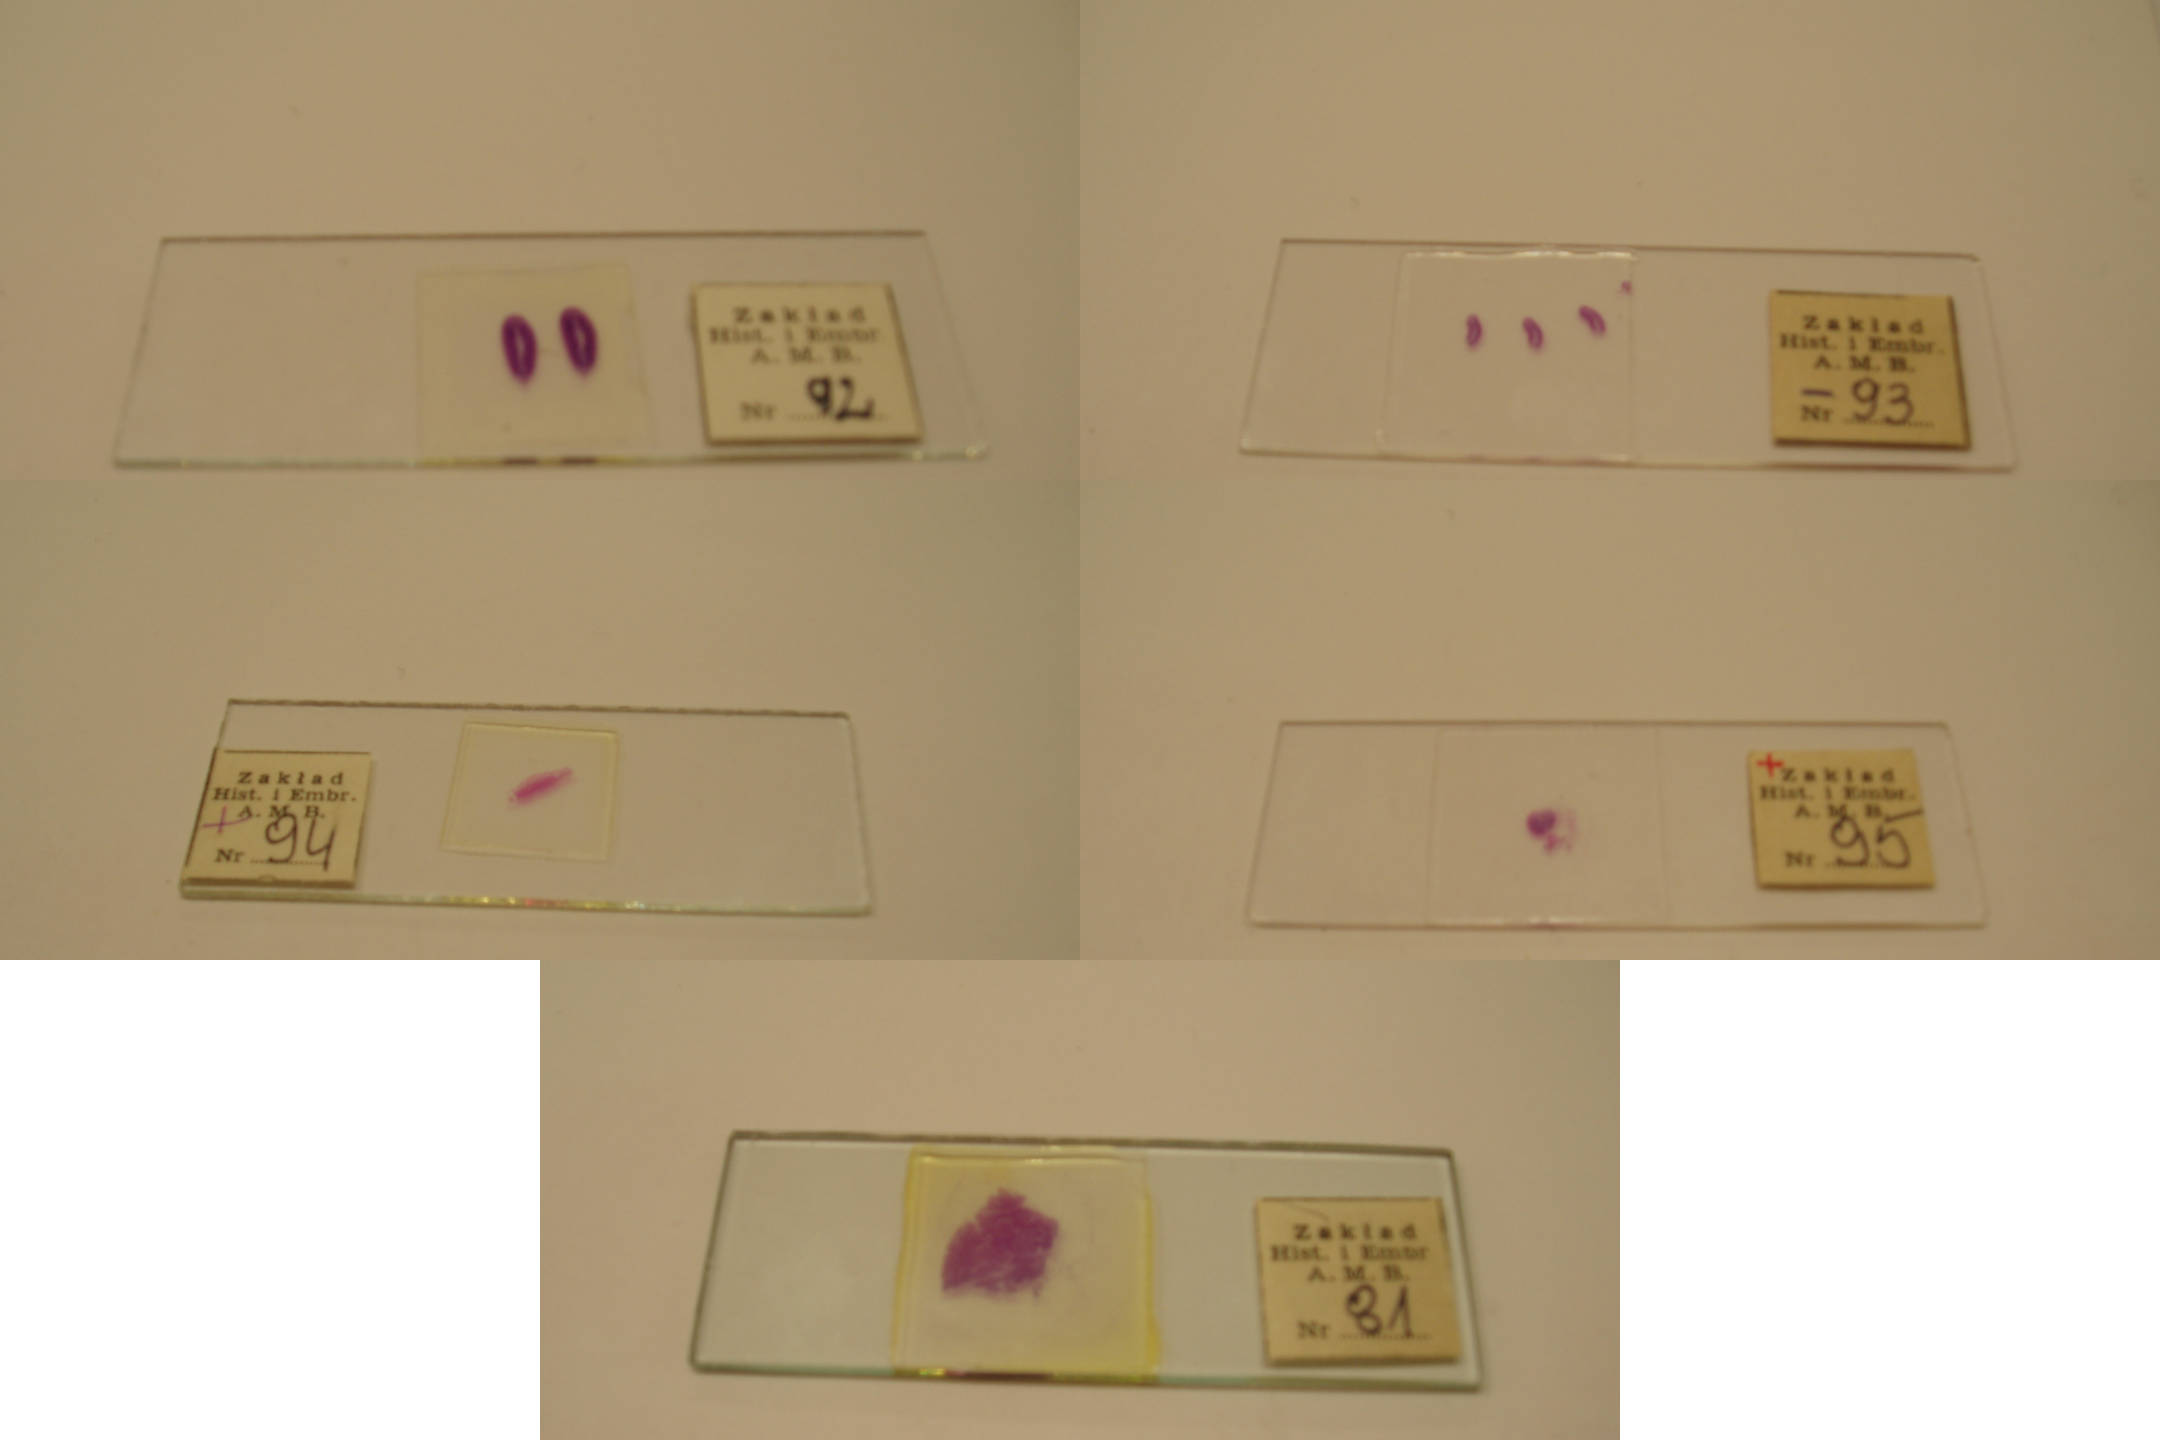 Zakład
Hist. i Embr.
A. M. B.
Nr 92
Zakład
Hist. i Embr.
A. M. B.
Nr 93
Zakład
Hist. i Embr.
A. M. B.
Nr 94
Zakład
Hist. i Embr.
A. M. B.
Nr 95
Zakład
Hist. i Embr
A. M. B.
Nr 81